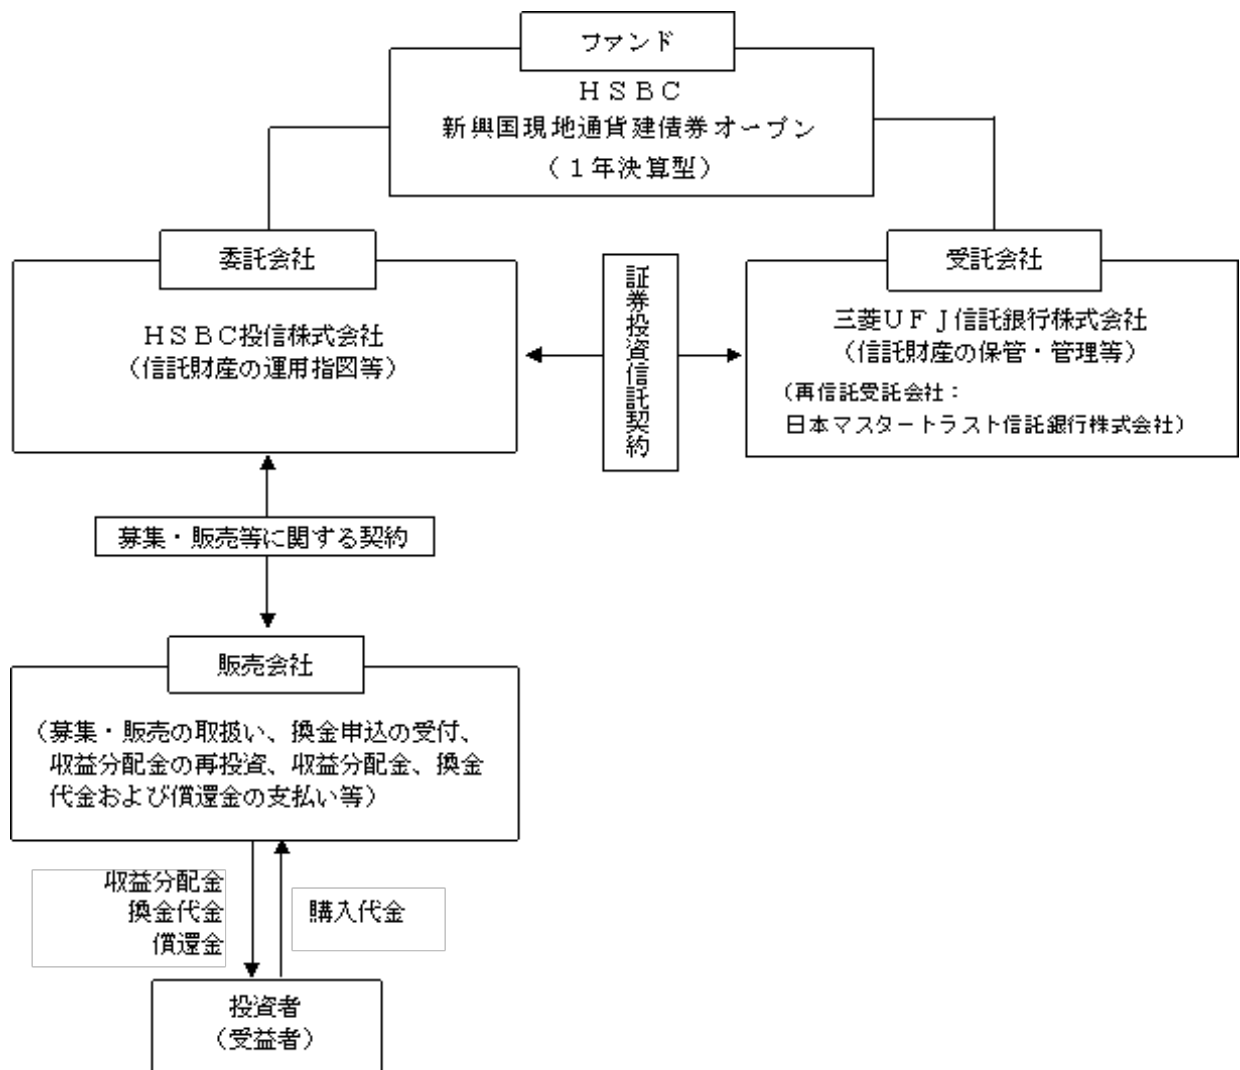 ファンド
ＨＳＢＣ
新興国現地通貨建債券オープン
（１年決算型）
委託会社
ＨＳＢＣ投信株式会社
（信託財産の運用指図等）
証券投資信託契約
受託会社
三菱ＵＦＪ信託銀行株式会社
（信託財産の保管・管理等）
（再信託受託会社：
日本マスタートラスト信託銀行株式会社）
募集・販売等に関する契約
販売会社
（募集・販売の取扱い、換金申込の受付、
収益分配金の再投資、収益分配金、換金
代金および償還金の支払い等）
収益分配金
換金代金
償還金
購入代金
投資者
（受益者）